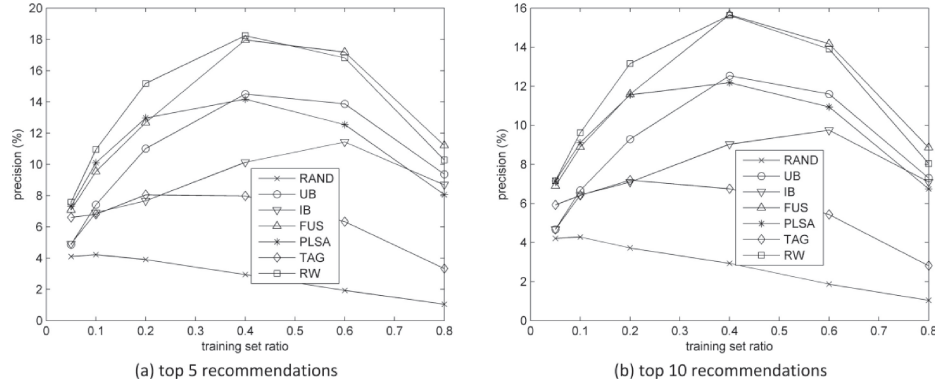 20
18
16
14
12
10
8
6
4
2
0
precision (%)
RAND
UB
IB
FUS
PLSA
TAG
RW
0 0.1 0.2 0.3 0.4 0.5 0.6 0.7 0.8
training set ratio
(a) top 5 recommendations
16
14
12
10
8
6
4
2
0
precision (%)
RAND
UB
IB
FUS
PLSA
TAG
RW
0 0.1 0.2 0.3 0.4 0.5 0.6 0.7 0.8
training set ratio
(b) top 10 recommendations